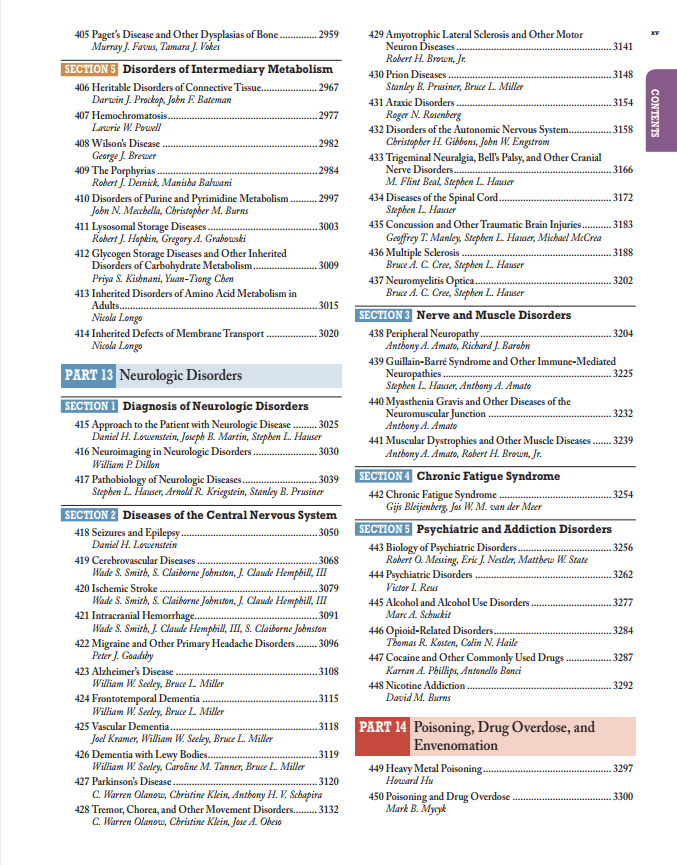 405 Paget's Disease and Other Dysplasias of Bone .............. 2959
Murray J. Favus, Tamara J. Vokes
SECTION 5 Disorders of Intermediary Metabolism
406 Heritable Disorders of Connective Tissue..................... 2967
Darwin J. Prockop, John F. Bateman
407 Hemochromatosis........................................................ 2977
Lawrie W. Powell
408 Wilson's Disease .......................................................... 2982
George J. Brewer
409 The Porphyrias ............................................................ 2984
Robert J. Desnick, Manisha Balwani
410 Disorders of Purine and Pyrimidine Metabolism .......... 2997
John N. Mecchella, Christopher M. Burns
411 Lysosomal Storage Diseases ......................................... 3003
Robert J. Hopkin, Gregory A. Grabowski
412 Glycogen Storage Diseases and Other Inherited
Disorders of Carbohydrate Metabolism........................ 3009
Priya S. Kishnani, Yuan-Tsong Chen
413 Inherited Disorders of Amino Acid Metabolism in
Adults.......................................................................... 3015
Nicola Longo
414 Inherited Defects of Membrane Transport ................... 3020
Nicola Longo
PART 13 Neurologic Disorders
SECTION 1 Diagnosis of Neurologic Disorders
415 Approach to the Patient with Neurologic Disease ......... 3025
Daniel H. Lowenstein, Joseph B. Martin, Stephen L. Hauser
416 Neuroimaging in Neurologic Disorders ........................ 3030
William P. Dillon
417 Pathobiology of Neurologic Diseases............................ 3039
Stephen L. Hauser, Arnold R. Kriegstein, Stanley B. Prusiner
SECTION 2 Diseases of the Central Nervous System
418 Seizures and Epilepsy ................................................... 3050
Daniel H. Lowenstein
419 Cerebrovascular Diseases ............................................. 3068
Wade S. Smith, S. Claiborne Johnston, J. Claude Hemphill, III
420 Ischemic Stroke ........................................................... 3079
Wade S. Smith, S. Claiborne Johnston, J. Claude Hemphill, III
421 Intracranial Hemorrhage.............................................. 3091
Wade S. Smith, J. Claude Hemphill, III, S. Claiborne Johnston
422 Migraine and Other Primary Headache Disorders........ 3096
Peter J. Goadsby
423 Alzheimer's Disease ..................................................... 3108
William W. Seeley, Bruce L. Miller
424 Frontotemporal Dementia ........................................... 3115
William W. Seeley, Bruce L. Miller
425 Vascular Dementia ....................................................... 3118
Joel Kramer, William W. Seeley, Bruce L. Miller
426 Dementia with Lewy Bodies......................................... 3119
William W. Seeley, Caroline M. Tanner, Bruce L. Miller
427 Parkinson's Disease ...................................................... 3120
C. Warren Olanow, Christine Klein, Anthony H. V. Schapira
428 Tremor, Chorea, and Other Movement Disorders......... 3132
C. Warren Olanow, Christine Klein, Jose A. Obeso
429 Amyotrophic Lateral Sclerosis and Other Motor
Neuron Diseases .......................................................... 3141
Robert H. Brown, Jr.
430 Prion Diseases ............................................................. 3148
Stanley B. Prusiner, Bruce L. Miller
431 Ataxic Disorders .......................................................... 3154
Roger N. Rosenberg
432 Disorders of the Autonomic Nervous System............... 3158
Christopher H. Gibbons, John W. Engstrom
433 Trigeminal Neuralgia, Bell's Palsy, and Other Cranial
Nerve Disorders........................................................... 3166
M. Flint Beal, Stephen L. Hauser
434 Diseases of the Spinal Cord ......................................... 3172
Stephen L. Hauser
435 Concussion and Other Traumatic Brain Injuries........... 3183
Geoffrey T. Manley, Stephen L. Hauser, Michael McCrea
436 Multiple Sclerosis ........................................................ 3188
Bruce A. C. Cree, Stephen L. Hauser
437 Neuromyelitis Optica ................................................... 3202
Bruce A. C. Cree, Stephen L. Hauser
SECTION 3 Nerve and Muscle Disorders
438 Peripheral Neuropathy ................................................. 3204
Anthony A. Amato, Richard J. Barohn
439 Guillain-Barré Syndrome and Other Immune-Mediated
Neuropathies ............................................................... 3225
Stephen L. Hauser, Anthony A. Amato
440 Myasthenia Gravis and Other Diseases of the
Neuromuscular Junction .............................................. 3232
Anthony A. Amato
441 Muscular Dystrophies and Other Muscle Diseases ....... 3239
Anthony A. Amato, Robert H. Brown, Jr.
SECTION 4 Chronic Fatigue Syndrome
442 Chronic Fatigue Syndrome .......................................... 3254
Gijs Bleijenberg, Jos W. M. van der Meer
SECTION 5 Psychiatric and Addiction Disorders
443 Biology of Psychiatric Disorders................................... 3256
Robert O. Messing, Eric J. Nestler, Matthew W. State
444 Psychiatric Disorders ................................................... 3262
Victor I. Reus
445 Alcohol and Alcohol Use Disorders .............................. 3277
Marc A. Schuckit
446 Opioid-Related Disorders............................................. 3284
Thomas R. Kosten, Colin N. Haile
447 Cocaine and Other Commonly Used Drugs ................ 3287
Karran A. Phillips, Antonello Bonci
448 Nicotine Addiction ...................................................... 3292
David M. Burns
PART 14 Poisoning, Drug Overdose, and
Envenomation
449 Heavy Metal Poisoning ................................................ 3297
Howard Hu
450 Poisoning and Drug Overdose .................................... 3300
Mark B. Mycyk
xv
CONTENTS